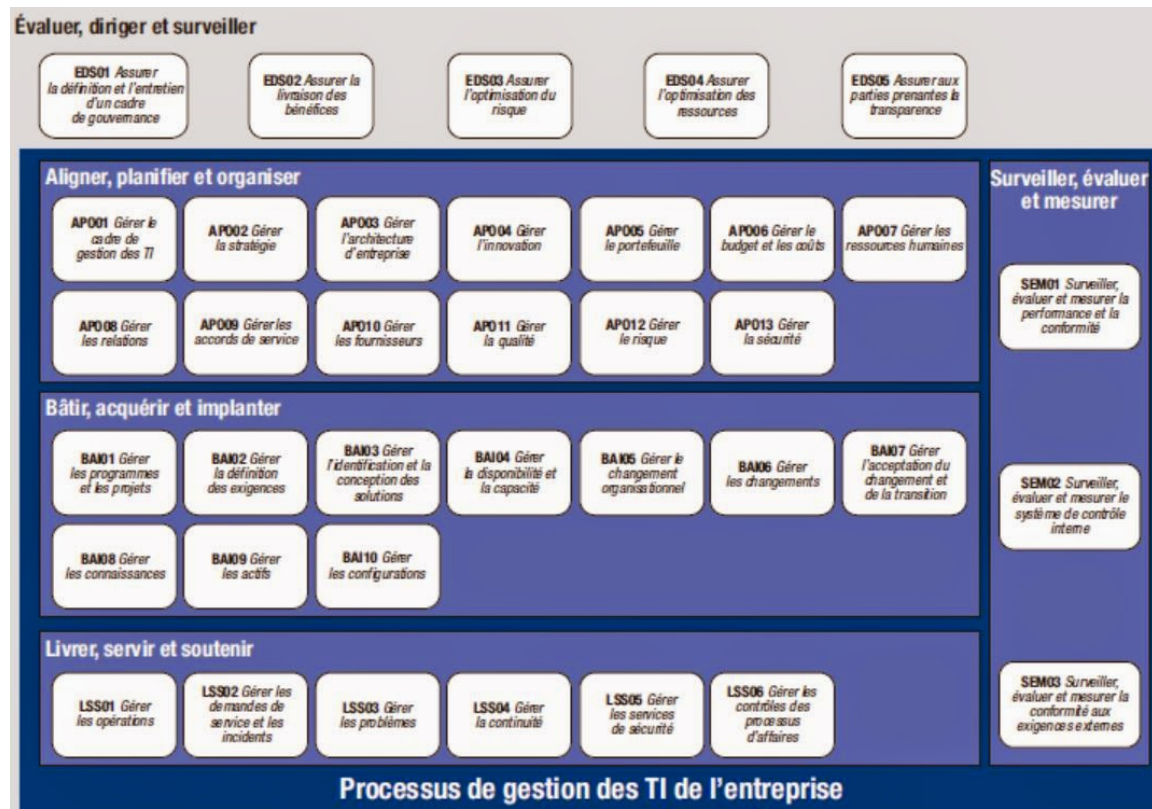 Évaluer, diriger et surveiller
EDS01 Assurer
la définition et l'entretien
d'un cadre
de gouvernance
EDS02 Assurer la
livraison des
bénéfices
EDS03 Assurer
l'optimisation du
risque
EDS04 Assurer
l'optimisation des
ressources
EDS05 Assurer aux
parties prenantes la
transparence
Aligner, planifier et organiser
APO01 Gérer le
cadre de
gestion des TI
APO02 Gérer
la stratégie
APO03 Gérer
l'architecture
d'entreprise
APO04 Gérer
l'innovation
APO05 Gérer
le portefeuille
APO06 Gérer le
budget et les coûts
APO07 Gérer les
ressources humaines
APO08 Gérer
les relations
APO09 Gérer les
accords de service
APO10 Gérer
les fournisseurs
APO11 Gérer
la qualité
APO12 Gérer
le risque
APO13 Gérer
la sécurité
Bâtir, acquérir et implanter
BAI01 Gérer
les programmes
et les projets
BAI02 Gérer
la définition
des exigences
BAI03 Gérer
l'identification et la
conception des
solutions
BAI04 Gérer
la disponibilité et
la capacité
BAI05 Gérer le
changement
organisationnel
BAI06 Gérer
les changements
BAI07 Gérer
l'acceptation du
changement et
de la transition
BAI08 Gérer
les connaissances
BAI09 Gérer
les actifs
BAI10 Gérer
les configurations
Livrer, servir et soutenir
LSS01 Gérer
les opérations
LSS02 Gérer les
demandes de
service et les
incidents
LSS03 Gérer
les problèmes
LSS04 Gérer
la continuité
LSS05 Gérer
les services
de sécurité
LSS06 Gérer les
contrôles des
processus
d'affaires
Surveiller, évaluer
et mesurer
SEM01 Surveiller,
évaluer et mesurer la
performance et la
conformité
SEM02 Surveiller,
évaluer et mesurer le
système de contrôle
interne
SEM03 Surveiller,
évaluer et mesurer la
conformité aux
exigences externes
Processus de gestion des TI de l'entreprise